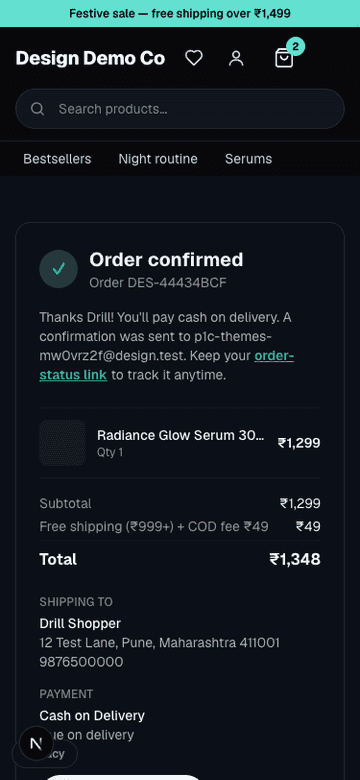 Festive sale — free shipping over ₹1,499
Design Demo Co
2
Search products...
Bestsellers Night routine Serums
Order confirmed
Order DES-44434BCF
Thanks Drill! You'll pay cash on delivery. A
confirmation was sent to p1c-themes-
mw0vrz2f@design.test. Keep your order-
status link to track it anytime.
Radiance Glow Serum 30...
₹1,299
Qty 1
Subtotal ₹1,299
Free shipping (₹999+) + COD fee ₹49 ₹49
Total ₹1,348
SHIPPING TO
Drill Shopper
12 Test Lane, Pune, Maharashtra 411001
9876500000
PAYMENT
Cash on Delivery
on delivery
N